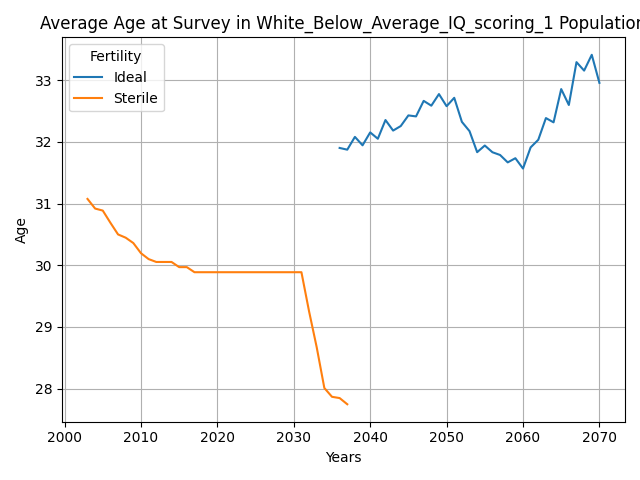 Average Age at Survey in White_Below_Average_IQ_scoring_1 Population
Fertility
Ideal
Sterile
33
32
31
30
29
28
Age
2000 2010 2020 2030 2040 2050 2060 2070
Years